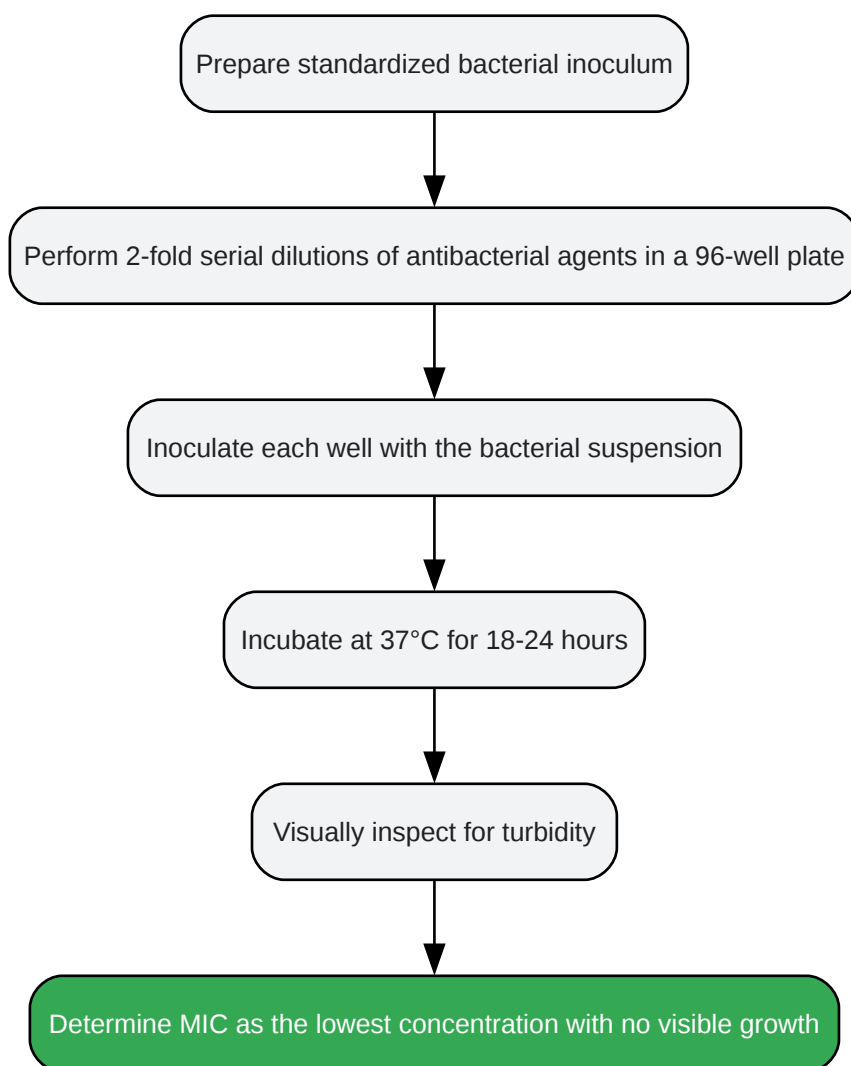 Prepare standardized bacterial inoculum
Perform 2-fold serial dilutions of antibacterial agents in a 96-well plate
Inoculate each well with the bacterial suspension
Incubate at 37°C for 18-24 hours
Visually inspect for turbidity
Determine MIC as the lowest concentration with no visible growth